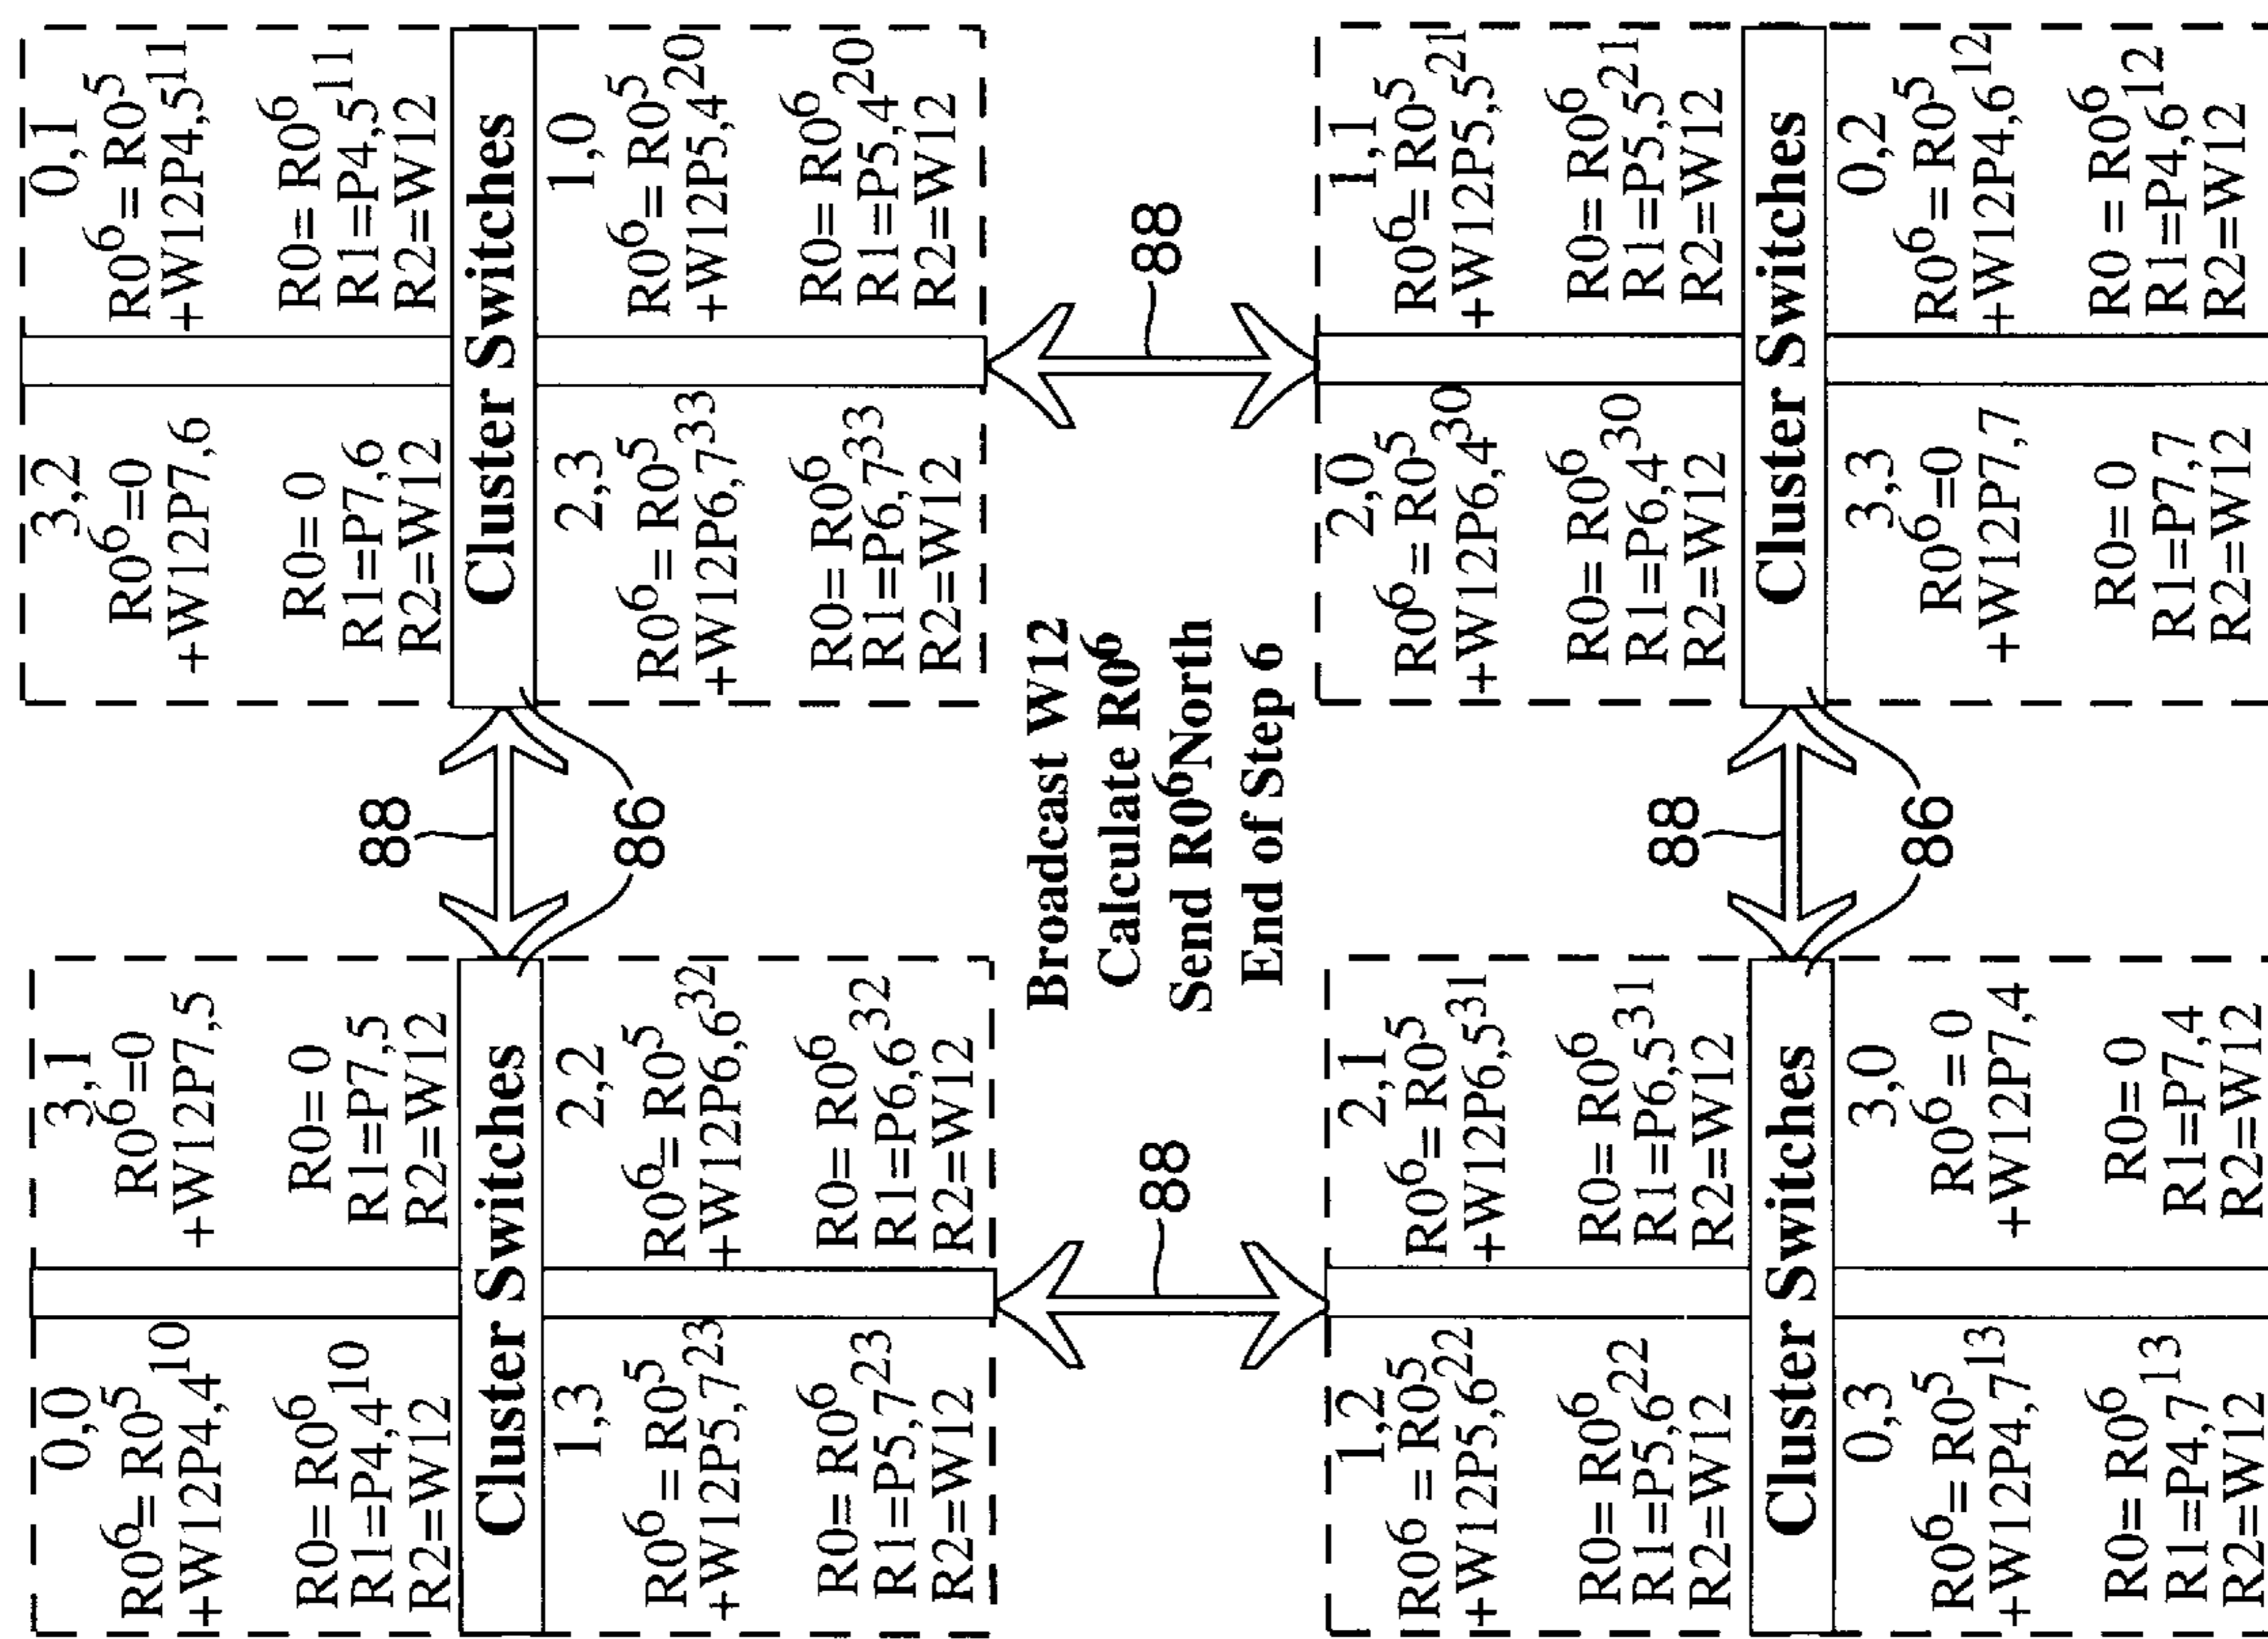 0,0
R0⁶= R0⁵
+W12P4,4¹⁰
R0= R0⁶
R1=P4,4¹⁰
R2=W12
3,1
R0⁶=0
+W12P7,5
R0= 0
R1=P7,5
R2=W12
Cluster Switches
1,3
R0⁶= R0⁵
+W12P5,7²³
R0= R0⁶
R1=P5,7²³
R2=W12
2,2
R0⁶= R0⁵
+W12P6,6³²
R0= R0⁶
R1=P6,6³²
R2=W12
88
86
3,2
R0⁶=0
+W12P7,6
R0= 0
R1=P7,6
R2=W12
0,1
R0⁶= R0⁵
+W12P4,5¹¹
R0= R0⁶
R1=P4,5¹¹
R2=W12
Cluster Switches
2,3
R0⁶= R0⁵
+W12P6,7³³
R0= R0⁶
R1=P6,7³³
R2=W12
1,0
R0⁶= R0⁵
+W12P5,4²⁰
R0= R0⁶
R1=P5,4²⁰
R2=W12
88
Broadcast W12
Calculate R0⁶
Send R0⁶North
End of Step 6
88
1,2
R0⁶ = R0⁵
+W12P5,6²²
R0= R0⁶
R1=P5,6²²
R2=W12
2,1
R0⁶= R0⁵
+W12P6,5³¹
R0= R0⁶
R1=P6,5³¹
R2=W12
Cluster Switches
0,3
R0⁶= R0⁵
+W12P4,7¹³
R0= R0⁶
R1=P4,7¹³
R2=W12
3,0
R0⁶= 0
+W12P7,4
R0= 0
R1=P7,4
R2=W12
88
86
2,0
R0⁶= R0⁵
+W12P6,4³⁰
R0= R0⁶
R1=P6,4³⁰
R2=W12
1,1
R0⁶= R0⁵
+W12P5,5²¹
R0= R0⁶
R1=P5,5²¹
R2=W12
Cluster Switches
3,3
R0⁶=0
+W12P7,7
R0= 0
R1=P7,7
R2=W12
0,2
R0⁶ = R0⁵
+W12P4,6¹²
R0 = R0⁶
R1=P4,6¹²
R2=W12